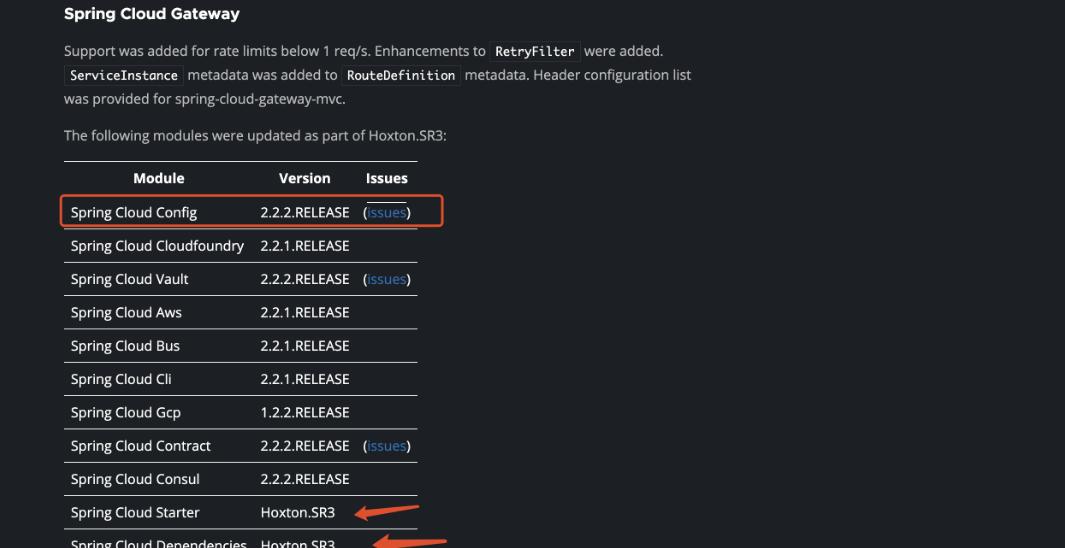 Spring Cloud Gateway
Support was added for rate limits below 1 req/s. Enhancements to RetryFilter were added.
ServiceInstance metadata was added to RouteDefinition metadata. Header configuration list
was provided for spring-cloud-gateway-mvc.
The following modules were updated as part of Hoxton.SR3:
Module Version Issues
Spring Cloud Config 2.2.2.RELEASE (issues)
Spring Cloud Cloudfoundry 2.2.1.RELEASE
Spring Cloud Vault 2.2.2.RELEASE (issues)
Spring Cloud Aws 2.2.1.RELEASE
Spring Cloud Bus 2.2.1.RELEASE
Spring Cloud Cli 2.2.1.RELEASE
Spring Cloud Gcp 1.2.2.RELEASE
Spring Cloud Contract 2.2.2.RELEASE (issues)
Spring Cloud Consul 2.2.2.RELEASE
Spring Cloud Starter Hoxton.SR3
Spring Cloud Dependencies Hoxton.SR3